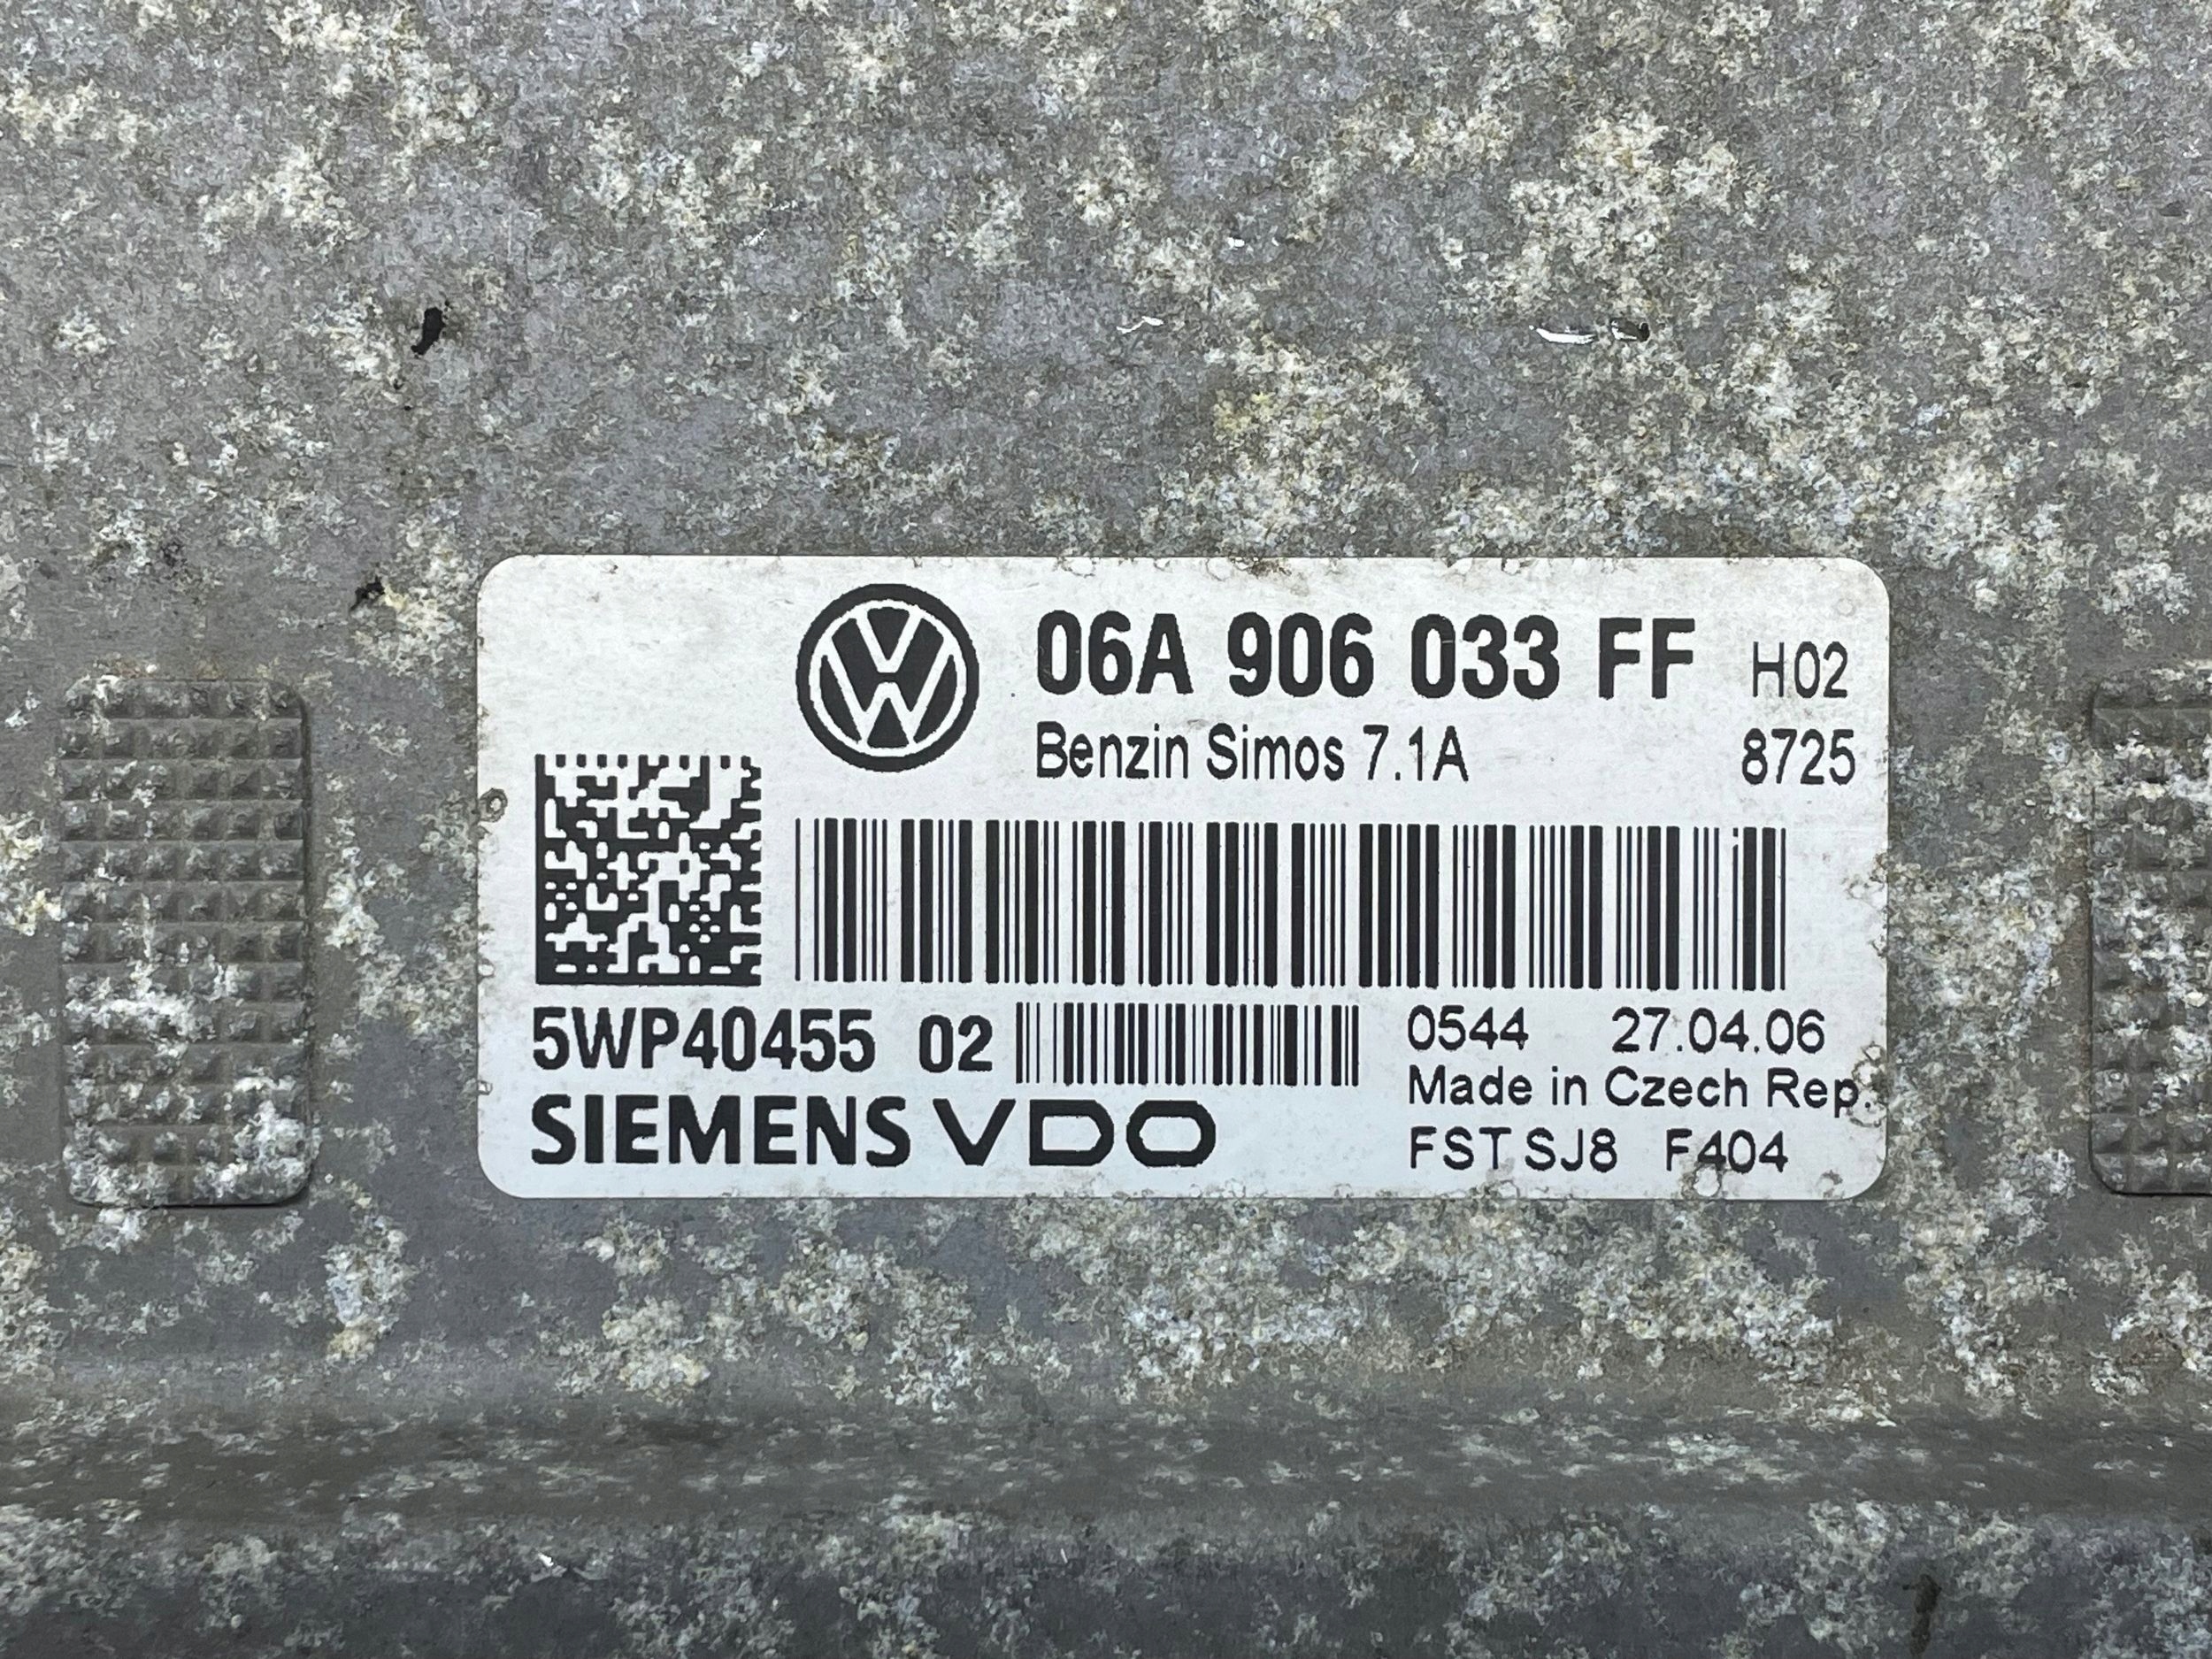 06A 906 033 FF H02
Benzin Simos 7.1A 8725
5WP40455 02 0544 27.04.06
Made in Czech Rep.
SIEMENS VDO FST SJ8 F404